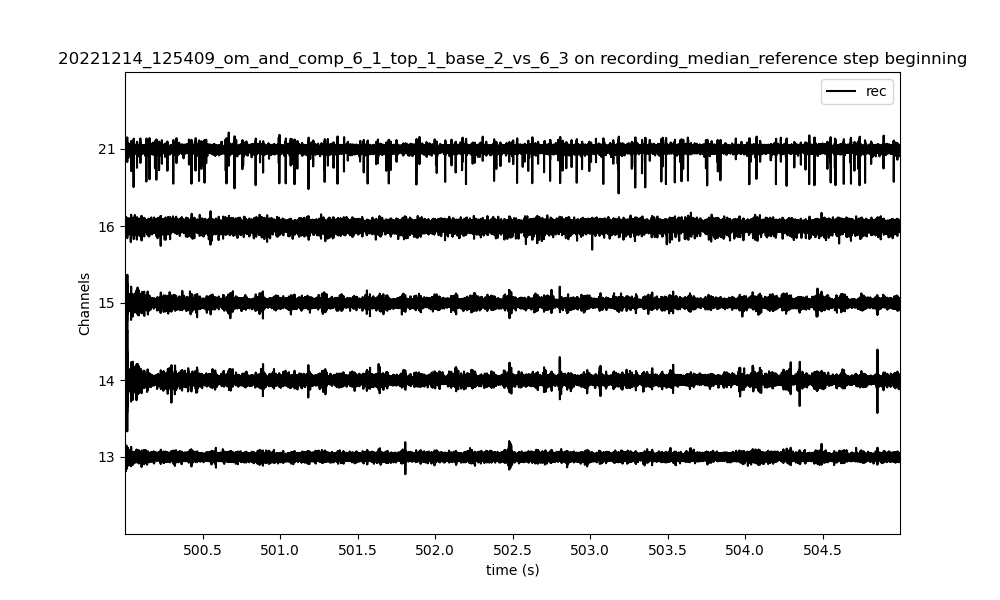 20221214_125409_om_and_comp_6_1_top_1_base_2_vs_6_3 on recording_median_reference step beginning
rec
21
16
15
14
13
Channels
500.5 501.0 501.5 502.0 502.5 503.0 503.5 504.0 504.5
time (s)